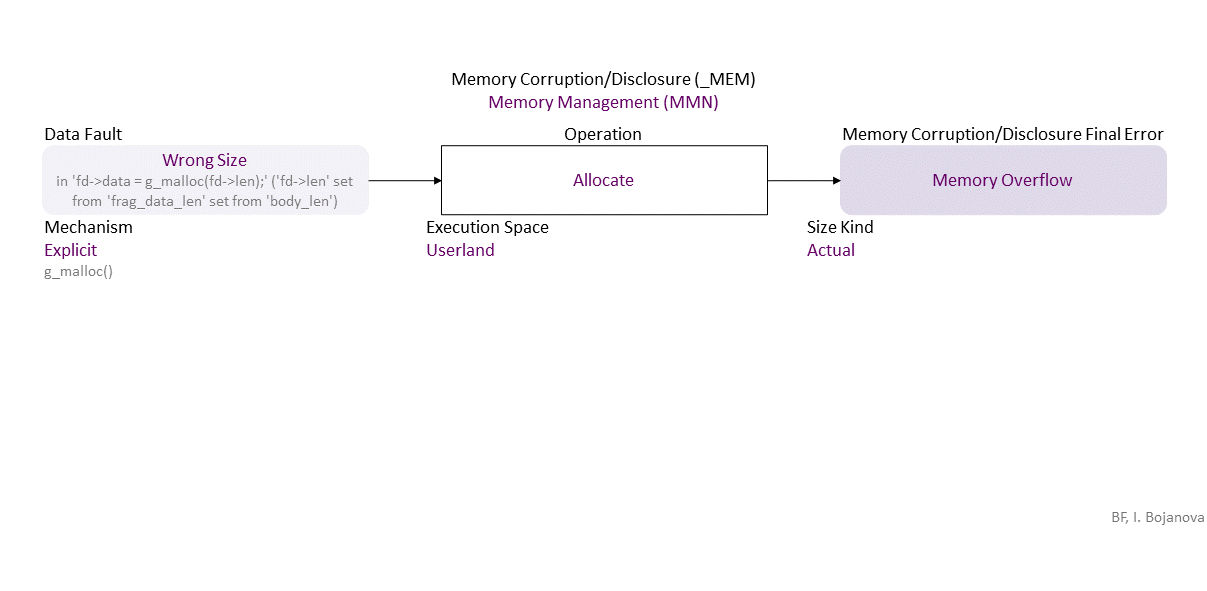 Memory Corruption/Disclosure (_MEM)
Memory Management (MMN)
Data Fault
Operation
Memory Corruption/Disclosure Final Error
Wrong Size
in 'fd->data = g_malloc(fd->len);' ('fd->len' set
from 'frag_data_len' set from 'body_len')
Allocate
Memory Overflow
Mechanism
Explicit
g_malloc()
Execution Space
Userland
Size Kind
Actual
BF, I. Bojanova